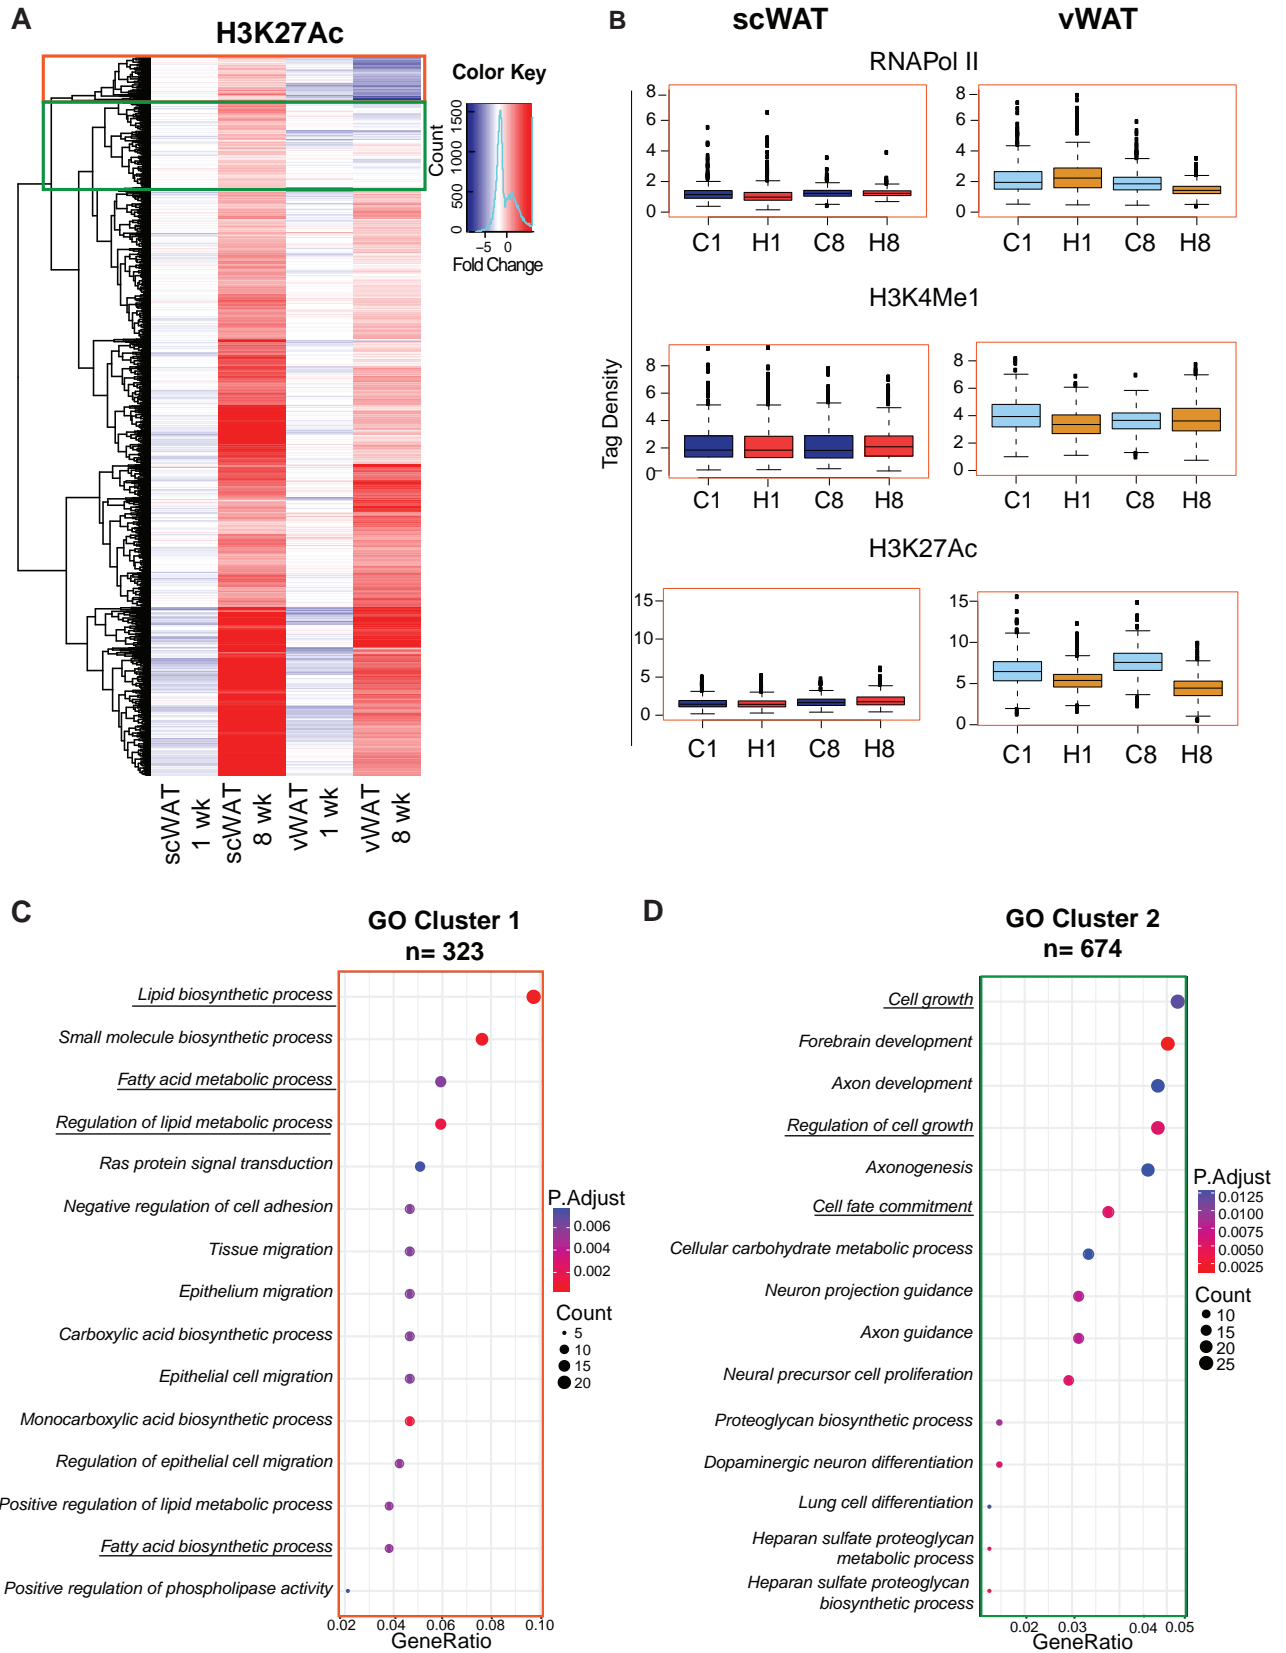 A
H3K27Ac
Color Key
Count
0 500 1000 1500
−5 0
Fold Change
scWAT 1 wk
scWAT 8 wk
vWAT 1 wk
vWAT 8 wk
B
scWAT vWAT
RNAPol II
8
6
4
2
0
C1 H1 C8 H8
8
6
4
2
0
C1 H1 C8 H8
H3K4Me1
Tag Density
8
6
4
2
0
C1 H1 C8 H8
8
6
4
2
0
C1 H1 C8 H8
H3K27Ac
15
10
5
0
C1 H1 C8 H8
15
10
5
0
C1 H1 C8 H8
C
GO Cluster 1
n= 323
Lipid biosynthetic process
Small molecule biosynthetic process
Fatty acid metabolic process
Regulation of lipid metabolic process
Ras protein signal transduction
Negative regulation of cell adhesion
Tissue migration
Epithelium migration
Carboxylic acid biosynthetic process
Epithelial cell migration
Monocarboxylic acid biosynthetic process
Regulation of epithelial cell migration
Positive regulation of lipid metabolic process
Fatty acid biosynthetic process
Positive regulation of phospholipase activity
0.02 0.04 0.06 0.08 0.10
GeneRatio
P.Adjust
0.006
0.004
0.002
Count
5
10
15
20
D
GO Cluster 2
n= 674
Cell growth
Forebrain development
Axon development
Regulation of cell growth
Axonogenesis
Cell fate commitment
Cellular carbohydrate metabolic process
Neuron projection guidance
Axon guidance
Neural precursor cell proliferation
Proteoglycan biosynthetic process
Dopaminergic neuron differentiation
Lung cell differentiation
Heparan sulfate proteoglycan
metabolic process
Heparan sulfate proteoglycan
biosynthetic process
0.02 0.03 0.04 0.05
GeneRatio
P.Adjust
0.0125
0.0100
0.0075
0.0050
0.0025
Count
10
15
20
25